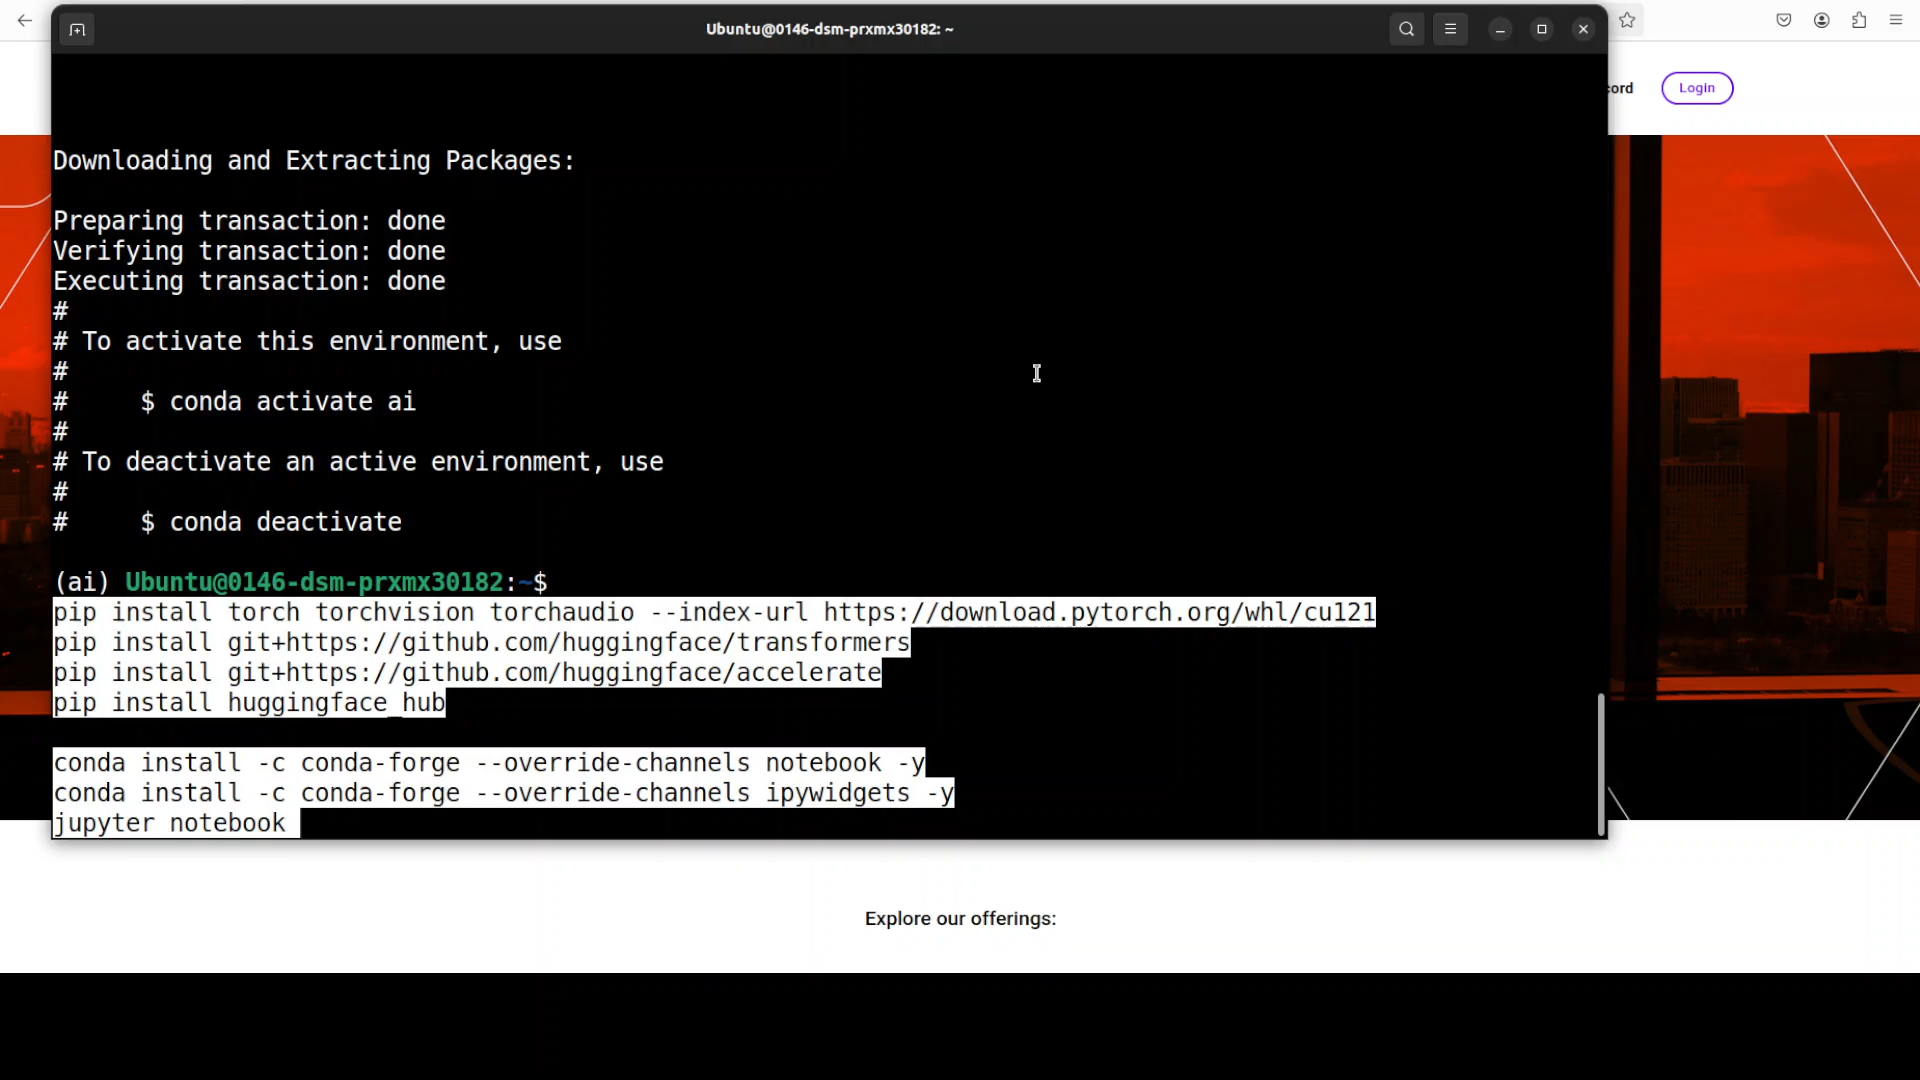 Ubuntu@0146-dsm-prxmx30182: ~
cord
Login
Downloading and Extracting Packages:
Preparing transaction: done
Verifying transaction: done
Executing transaction: done
#
# To activate this environment, use
#
#     $ conda activate ai
#
# To deactivate an active environment, use
#
#     $ conda deactivate
(ai) Ubuntu@0146-dsm-prxmx30182:~$
pip install torch torchvision torchaudio --index-url https://download.pytorch.org/whl/cu121
pip install git+https://github.com/huggingface/transformers
pip install git+https://github.com/huggingface/accelerate
pip install huggingface_hub
conda install -c conda-forge --override-channels notebook -y
conda install -c conda-forge --override-channels ipywidgets -y
jupyter notebook
Explore our offerings: